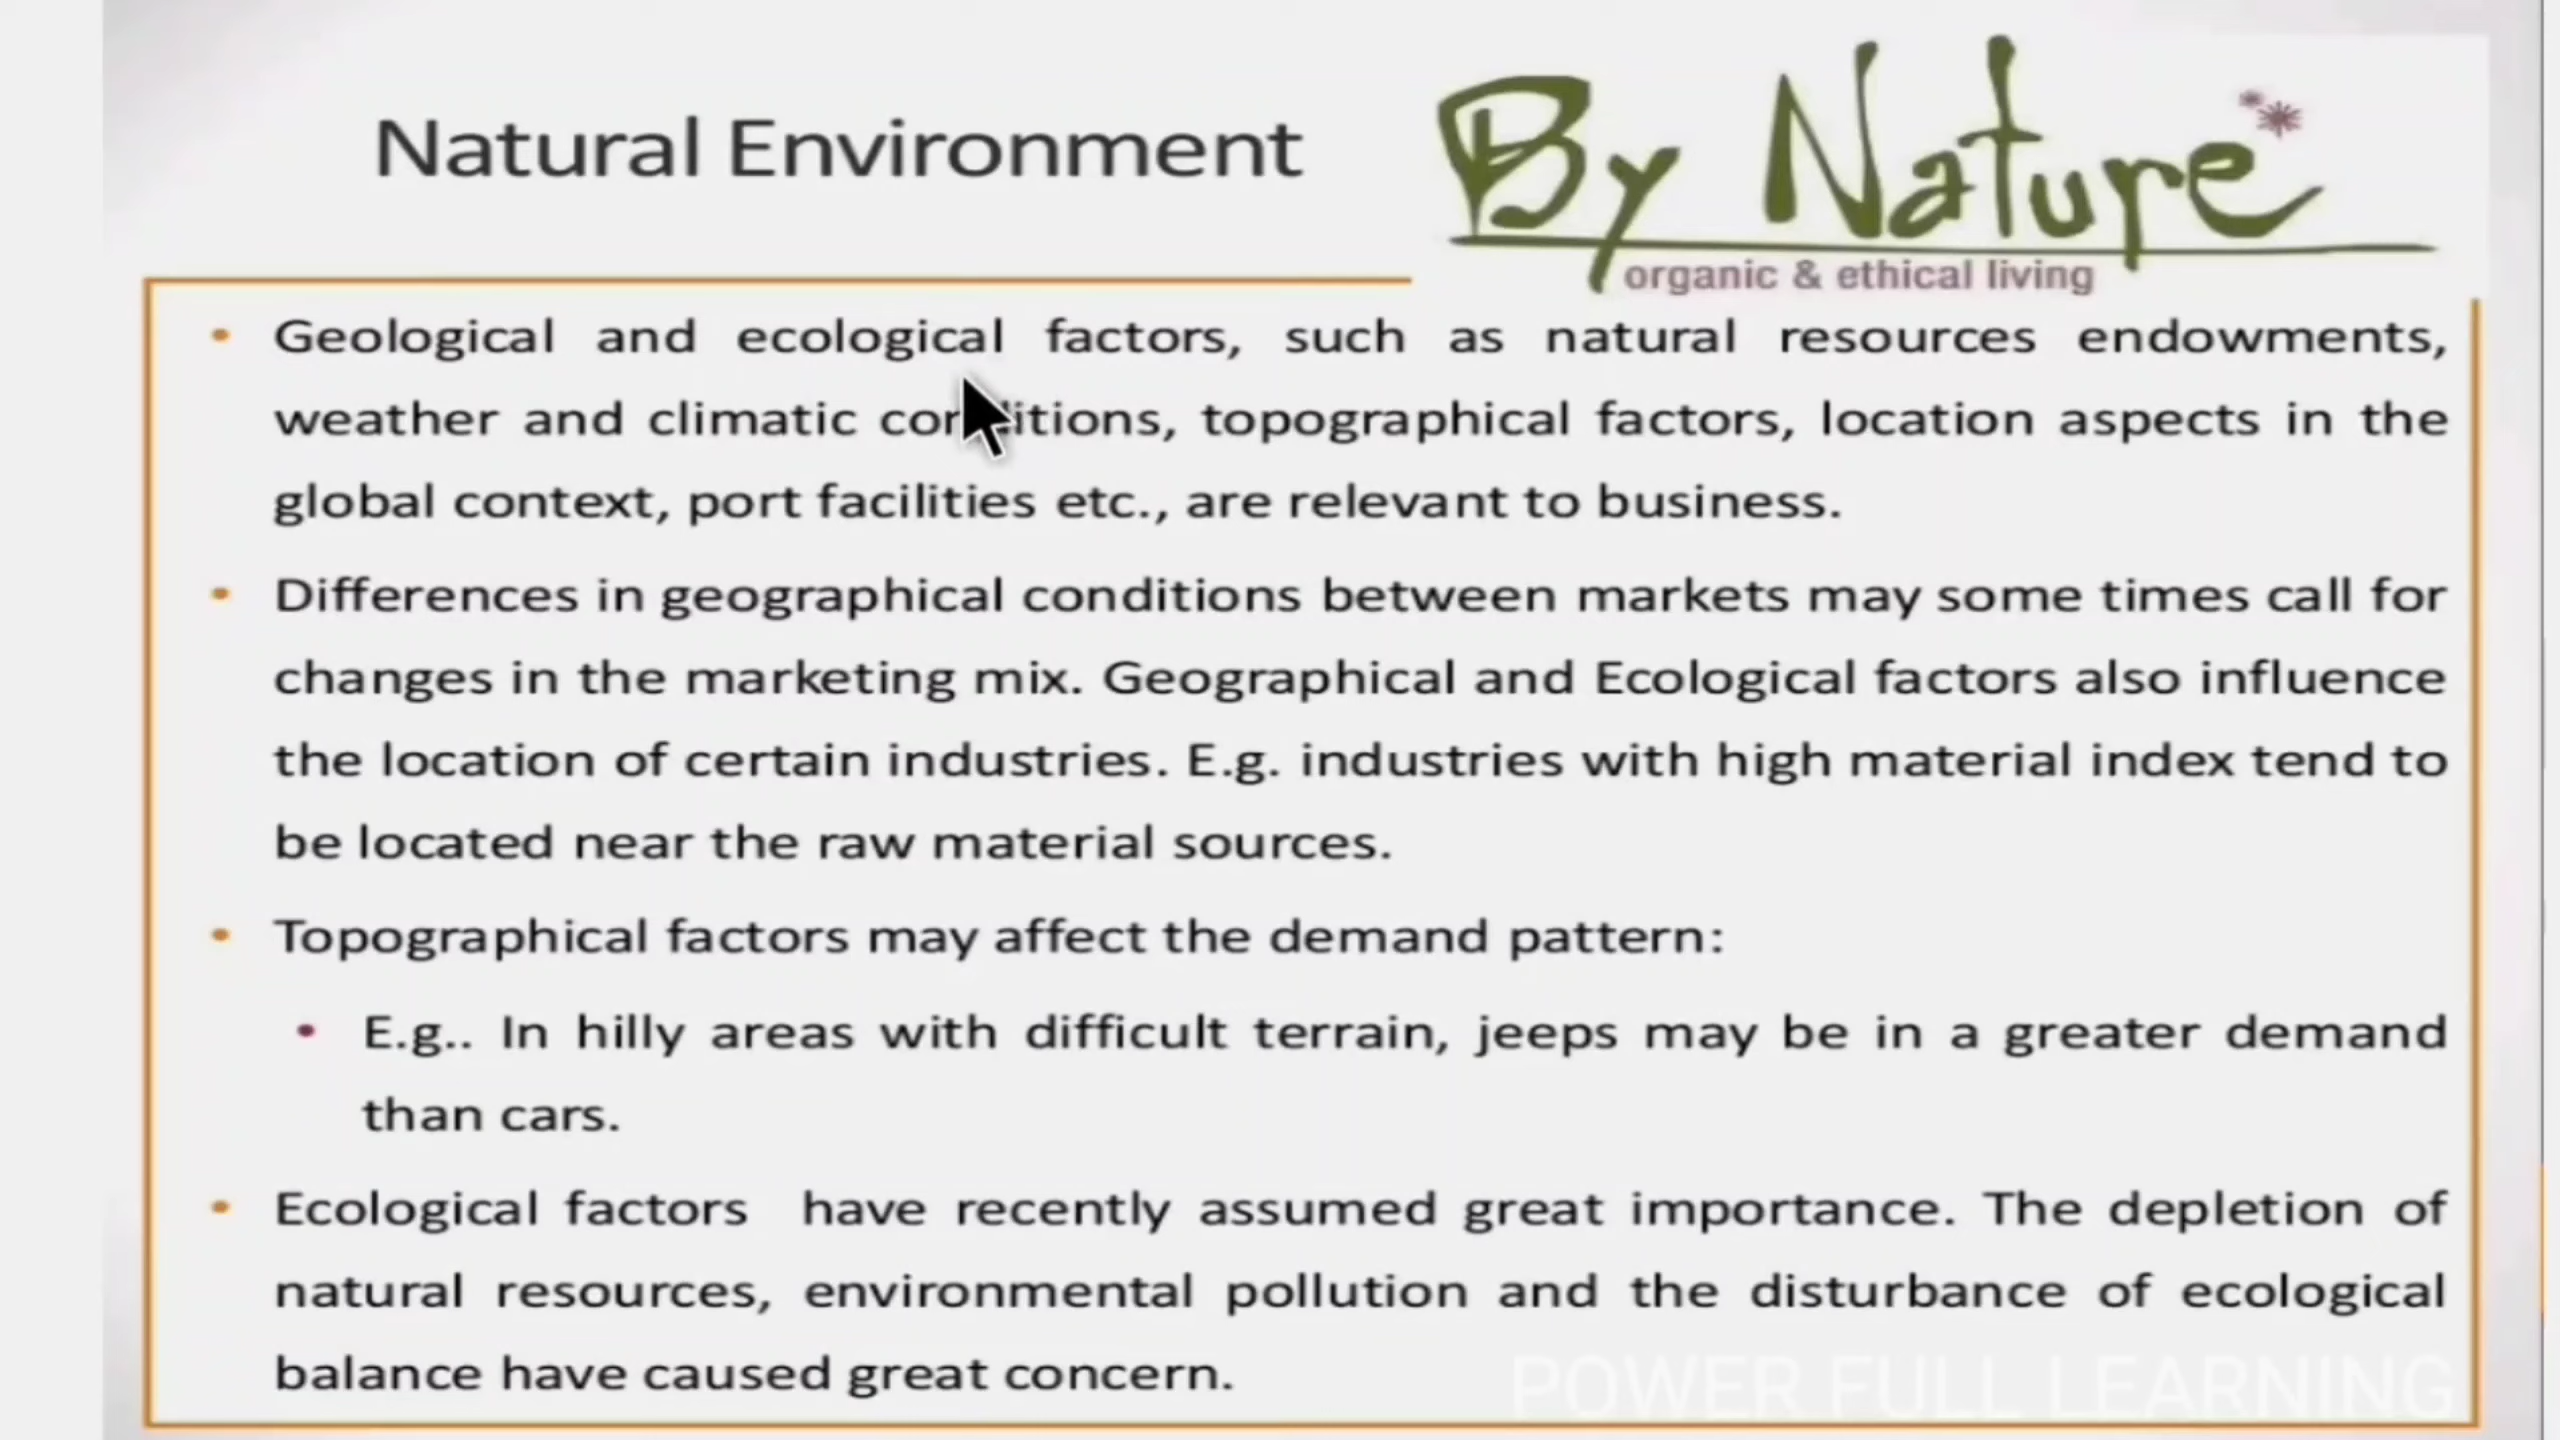 Natural Environment
By Nature
organic & ethical living
• Geological and ecological factors, such as natural resources endowments,
weather and climatic conditions, topographical factors, location aspects in the
global context, port facilities etc., are relevant to business.
• Differences in geographical conditions between markets may some times call for
changes in the marketing mix. Geographical and Ecological factors also influence
the location of certain industries. E.g. industries with high material index tend to
be located near the raw material sources.
• Topographical factors may affect the demand pattern:
• E.g.. In hilly areas with difficult terrain, jeeps may be in a greater demand
than cars.
• Ecological factors have recently assumed great importance. The depletion of
natural resources, environmental pollution and the disturbance of ecological
balance have caused great concern.
POWER FULL LEARNING